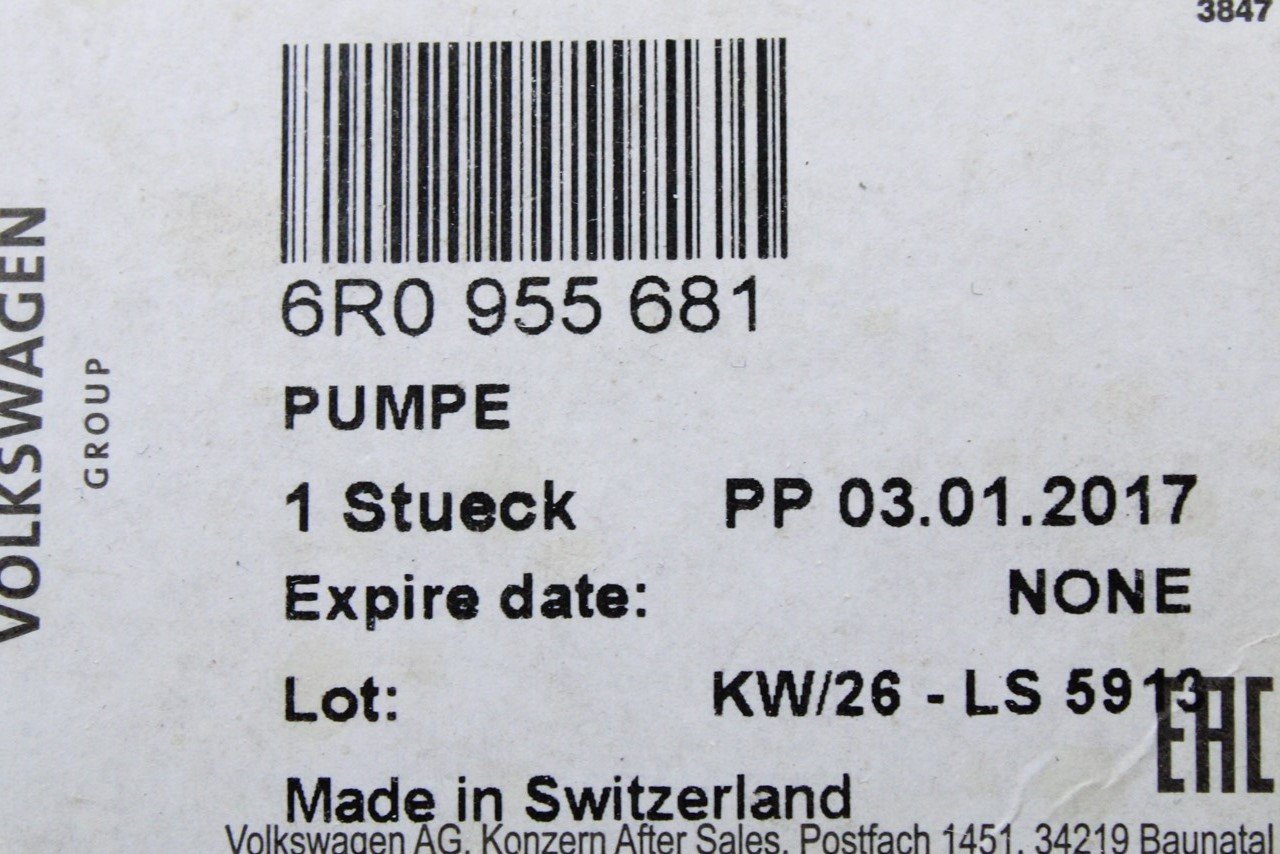 3847
VOLKSWAGEN
GROUP
6R0 955 681
PUMPE
1 Stueck PP 03.01.2017
Expire date: NONE
Lot: KW/26 - LS 5913
EAC
Made in Switzerland
Volkswagen AG, Konzern After Sales, Postfach 1451, 34219 Baunatal